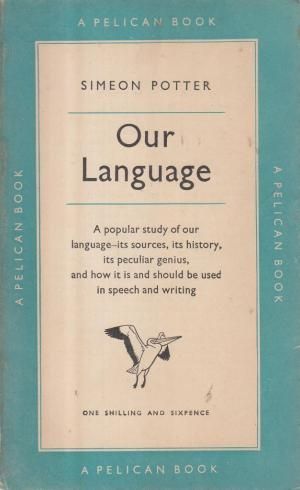 A PELICAN BOOK
SIMEON POTTER
Our
Language
A popular study of our
language–its sources, its history,
its peculiar genius,
and how it is and should be used
in speech and writing
ONE SHILLING AND SIXPENCE
A PELICAN BOOK
A PELICAN BOOK
A PELICAN BOOK